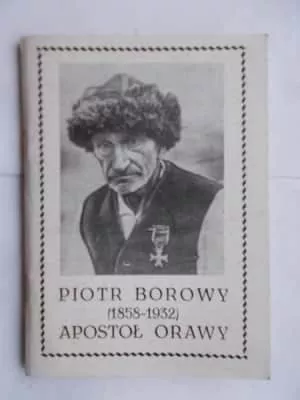 PIOTR BOROWY
(1858-1932)
APOSTOŁ ORAWY